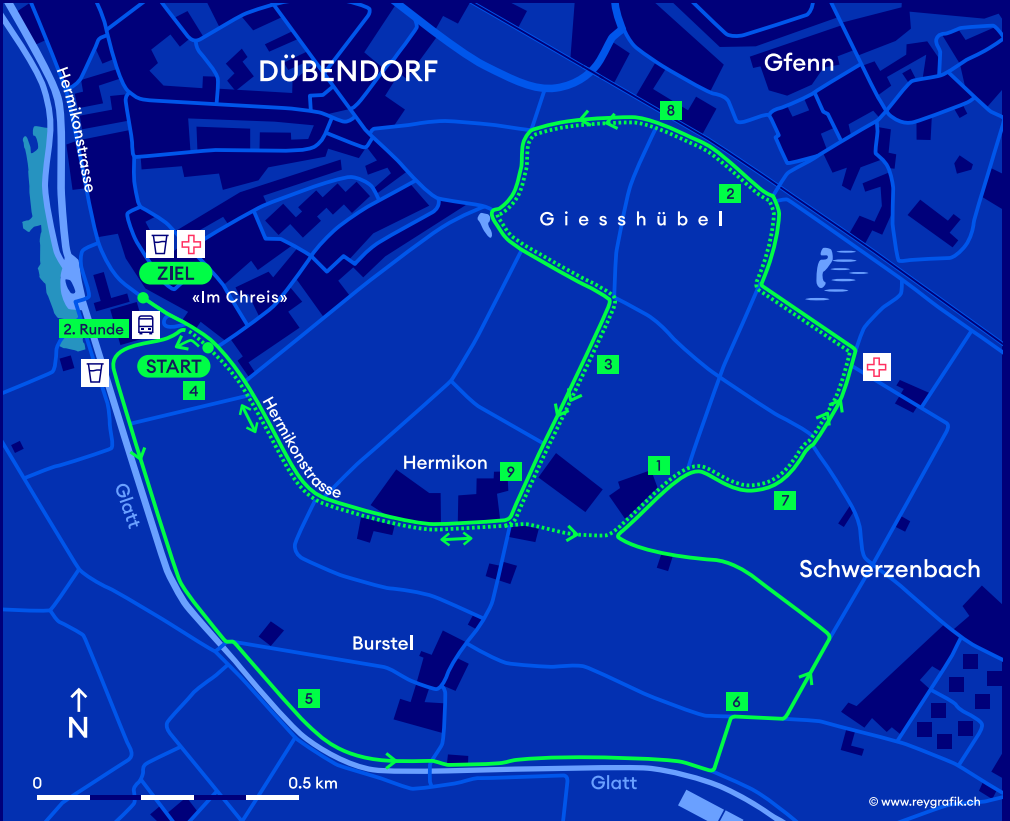 DÜBENDORF
Gfenn
Hermikonstrasse
8
2
Giesshübel
ZIEL
«Im Chreis»
2. Runde
START
4
3
Hermikonstrasse
Hermikon
9
1
7
Glatt
Schwerzenbach
Burstel
5
6
N
0
0.5 km
Glatt
© www.reygrafik.ch